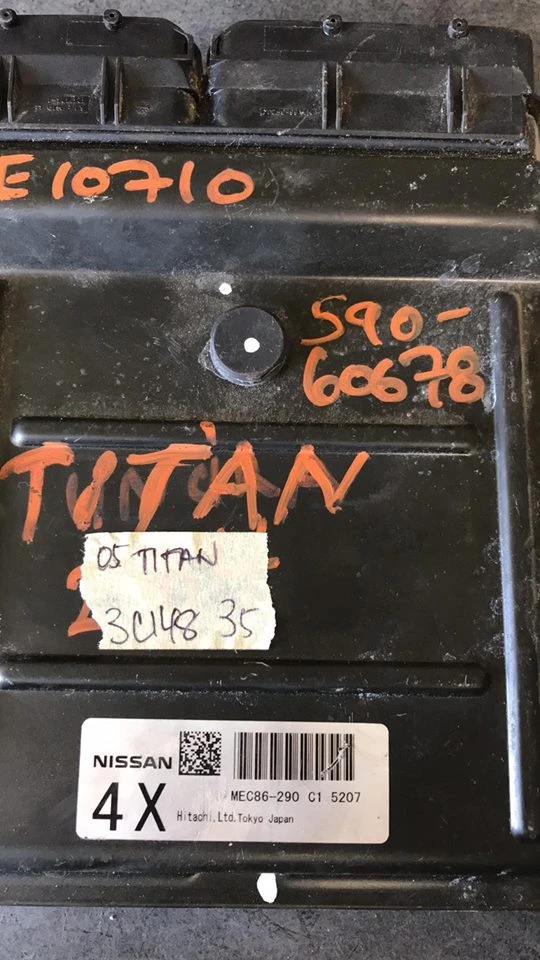 E10710
590-
60678
TITAN
05 TITAN
3C148 35
NISSAN
4X
MEC86-290 C1 5207
Hitachi,Ltd.Tokyo Japan